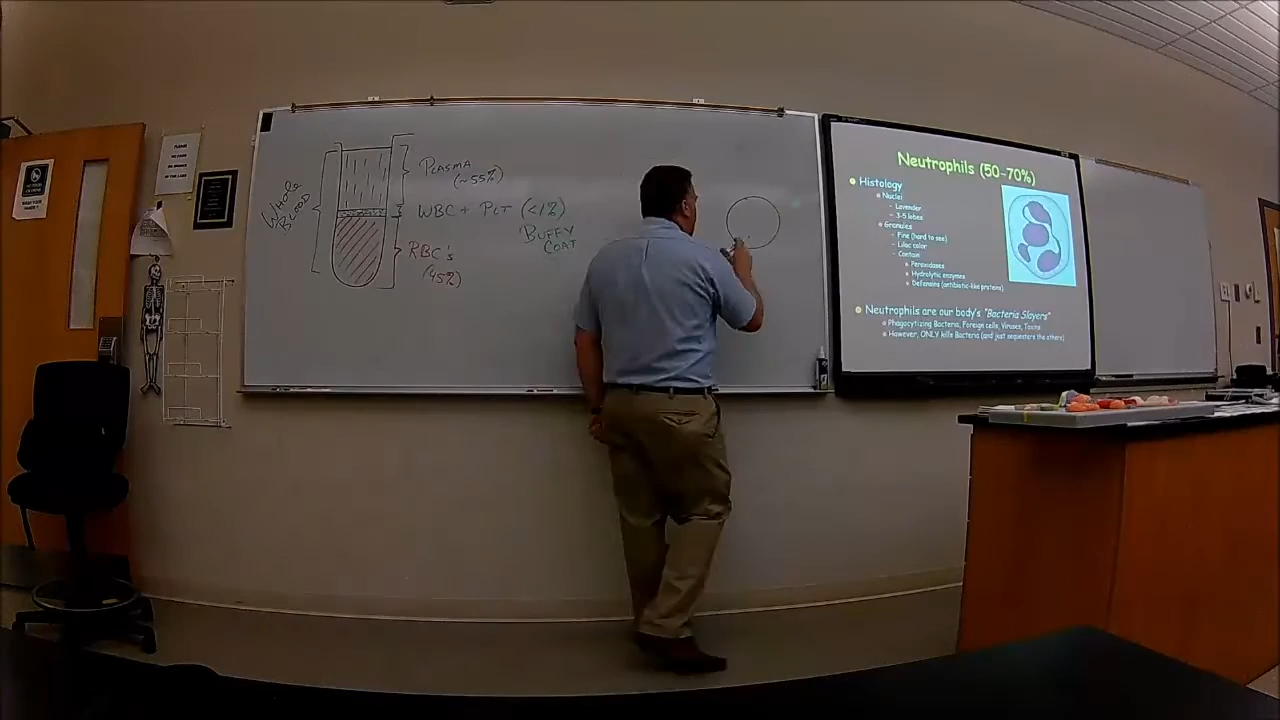 WHOLE
BLOOD
PLASMA
(~55%)
WBC + PLT (<1%)
"BUFFY
COAT
RBC's
(45%)
Neutrophils (50-70%)
Histology
Nuclei
Lavender
3-5 lobes
Granules
Fine (hard to see)
Lilac color
Contain
Peroxidases
Hydrolytic enzymes
Defensins (antibiotic-like proteins)
Neutrophils are our body's "Bacteria Slayers"
Phagocytizing Bacteria, Foreign cells, Viruses, Toxins
However, ONLY kills Bacteria (and just sequesters the others)